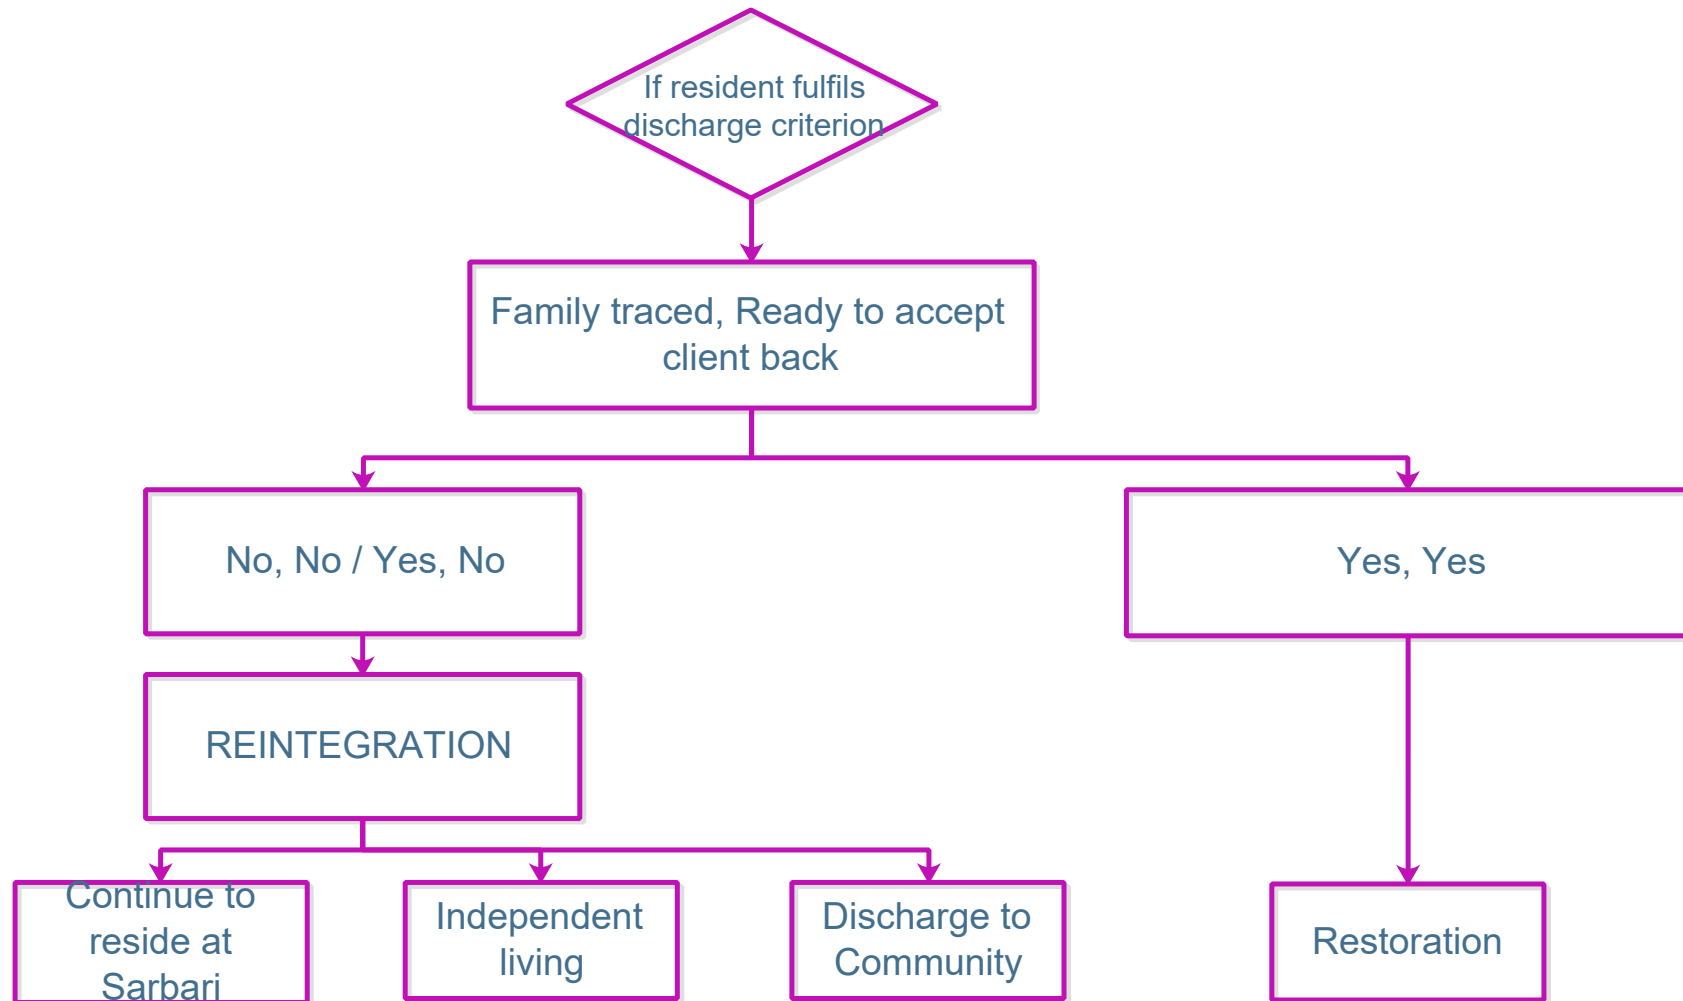 If resident fulfils
discharge criterion
Family traced, Ready to accept
client back
No, No / Yes, No
Yes, Yes
REINTEGRATION
Continue to
reside at
Sarbari
Independent
living
Discharge to
Community
Restoration